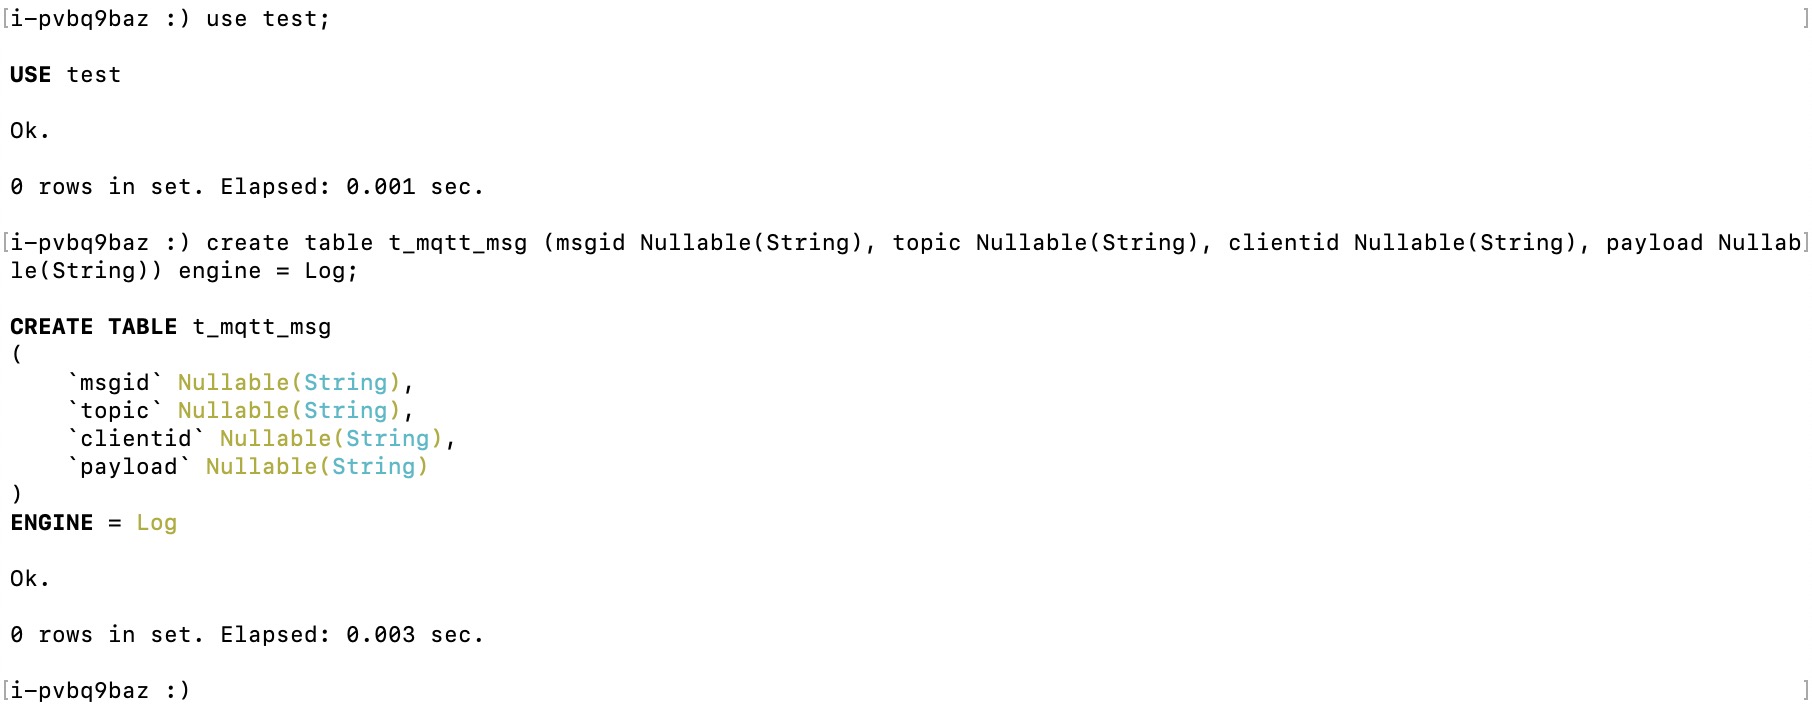 [i-pvbq9baz :) use test; ]
USE test
Ok.
0 rows in set. Elapsed: 0.001 sec.
[i-pvbq9baz :) create table t_mqtt_msg (msgid Nullable(String), topic Nullable(String), clientid Nullable(String), payload Nullab]
le(String)) engine = Log;
CREATE TABLE t_mqtt_msg
(
    `msgid` Nullable(String),
    `topic` Nullable(String),
    `clientid` Nullable(String),
    `payload` Nullable(String)
)
ENGINE = Log
Ok.
0 rows in set. Elapsed: 0.003 sec.
[i-pvbq9baz :) ]